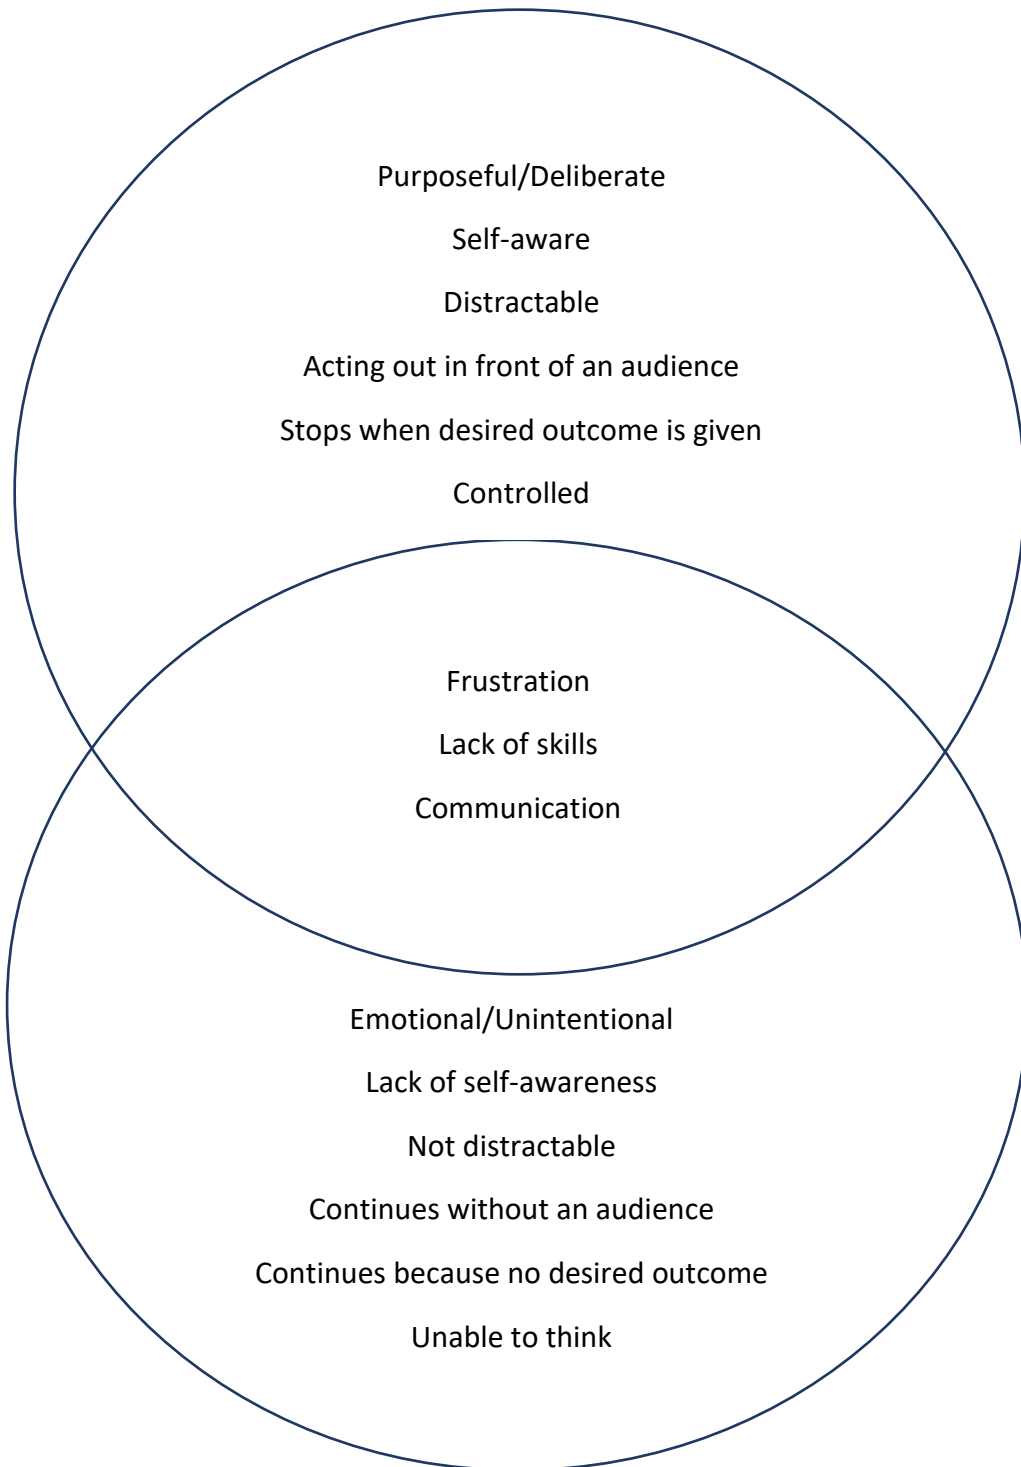 Purposeful/Deliberate
Self-aware
Distractable
Acting out in front of an audience
Stops when desired outcome is given
Controlled
Frustration
Lack of skills
Communication
Emotional/Unintentional
Lack of self-awareness
Not distractable
Continues without an audience
Continues because no desired outcome
Unable to think